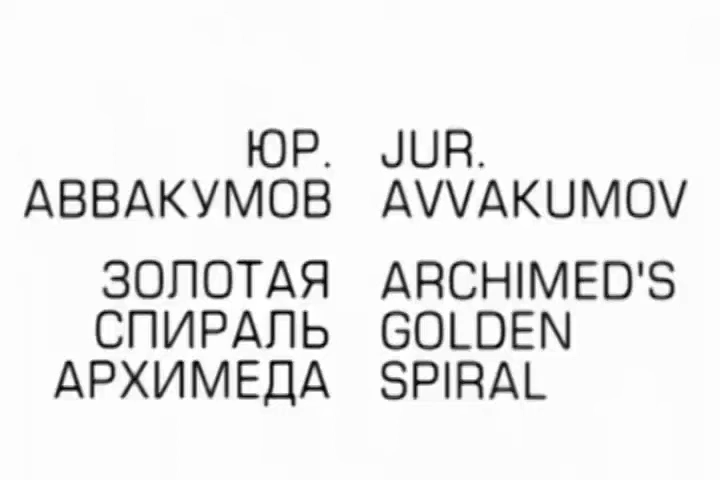 ЮР.
АВВАКУМОВ
ЗОЛОТАЯ
СПИРАЛЬ
АРХИМЕДА
JUR.
AVVAKUMOV
ARCHIMED'S
GOLDEN
SPIRAL